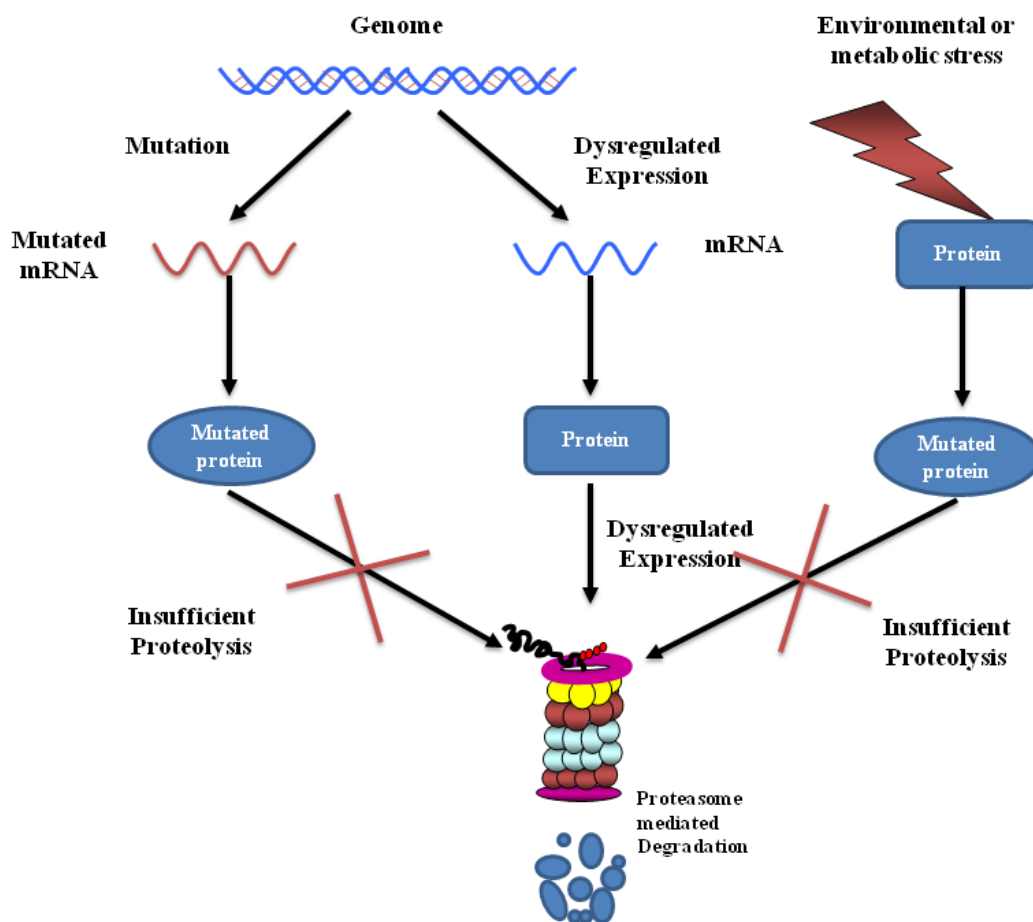 Genome
Environmental or
metabolic stress
Mutation
Dysregulated
Expression
Mutated
mRNA
mRNA
Protein
Mutated
protein
Protein
Mutated
protein
Dysregulated
Expression
Insufficient
Proteolysis
Insufficient
Proteolysis
Proteasome
mediated
Degradation